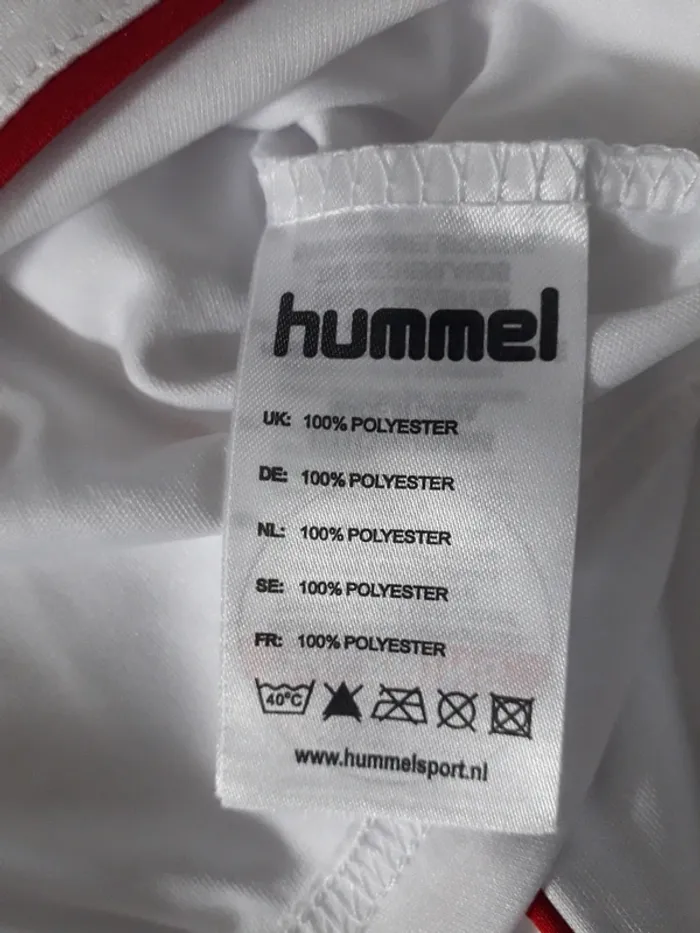 hummel
UK: 100% POLYESTER
DE: 100% POLYESTER
NL: 100% POLYESTER
SE: 100% POLYESTER
FR: 100% POLYESTER
40°C
www.hummelsport.nl